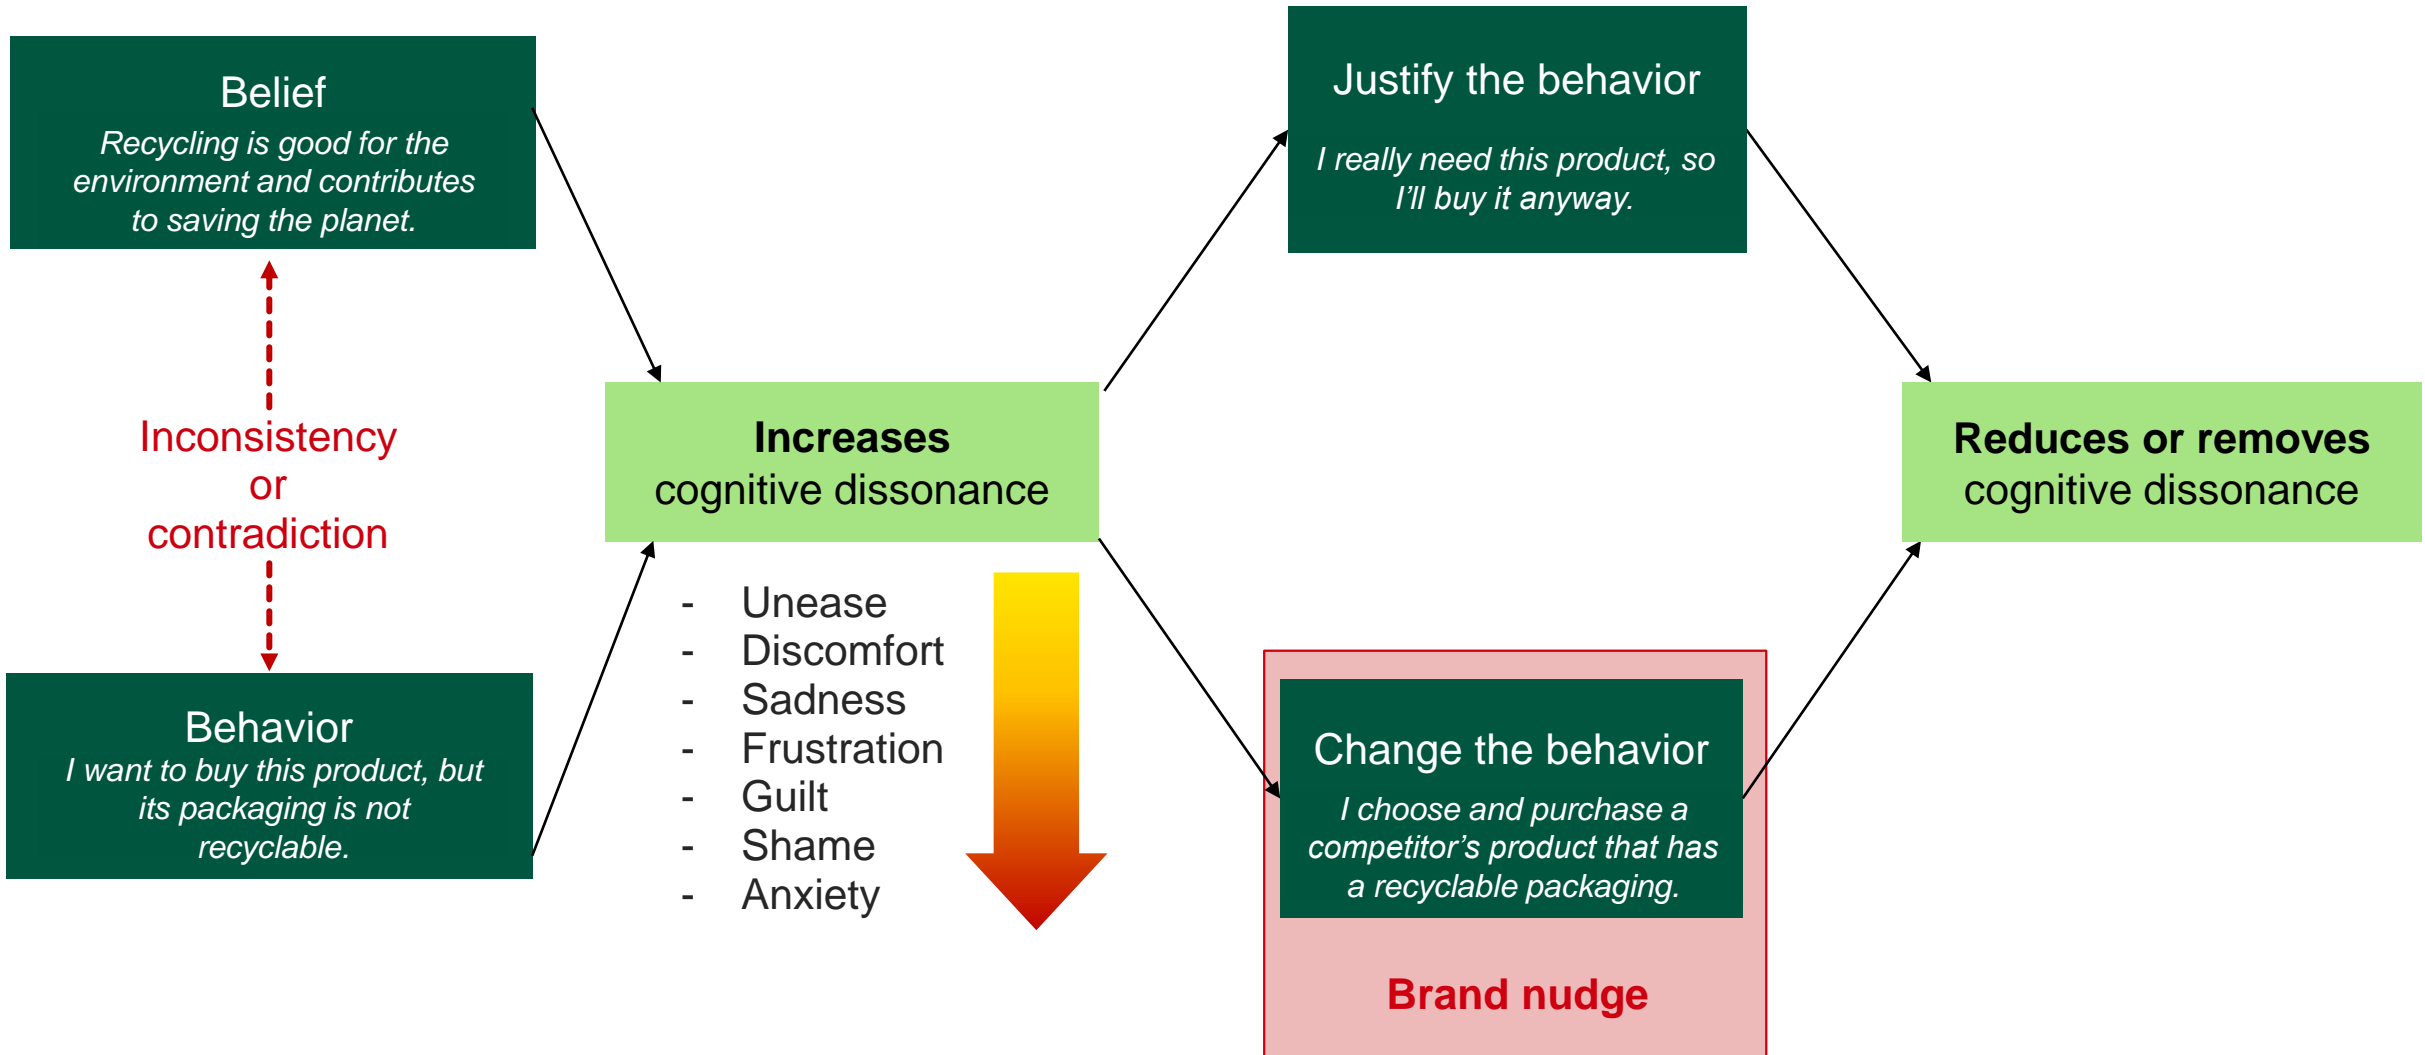 Belief
Recycling is good for the
environment and contributes
to saving the planet.
Inconsistency
or
contradiction
Behavior
I want to buy this product, but
its packaging is not
recyclable.
Increases
cognitive dissonance
- Unease
- Discomfort
- Sadness
- Frustration
- Guilt
- Shame
- Anxiety
Justify the behavior
I really need this product, so
I’ll buy it anyway.
Change the behavior
I choose and purchase a
competitor’s product that has
a recyclable packaging.
Brand nudge
Reduces or removes
cognitive dissonance